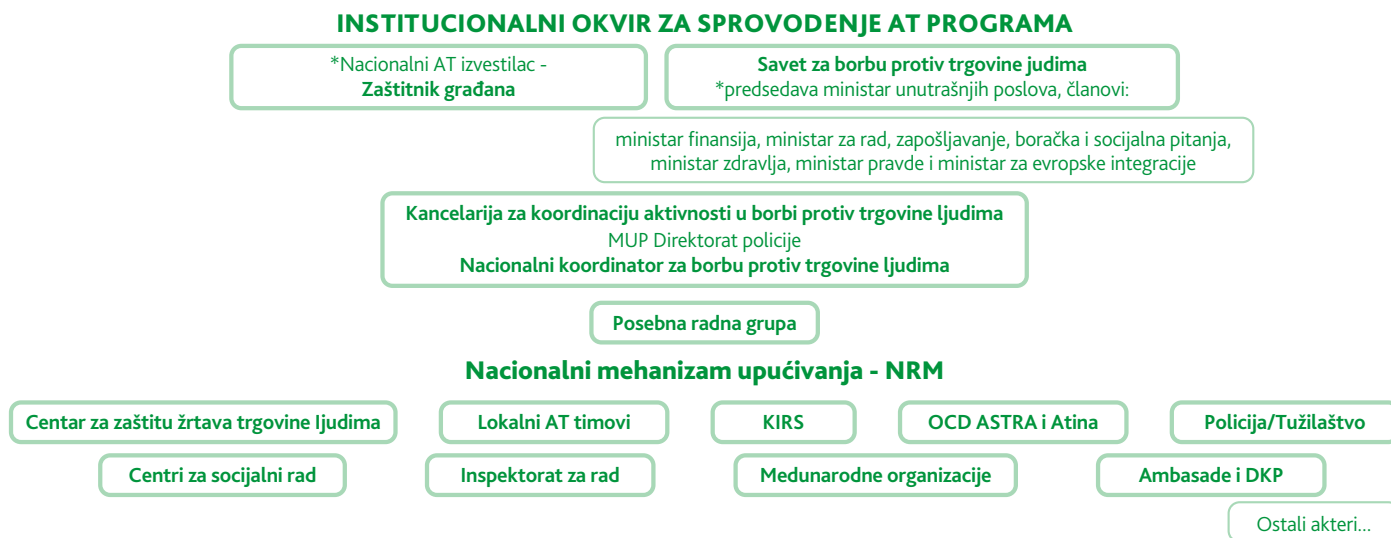 INSTITUCIONALNI OKVIR ZA SPROVOĐENJE AT PROGRAMA
*Nacionalni AT izvestilac -
Zaštitnik građana
Savet za borbu protiv trgovine judima
*predsedava ministar unutrašnjih poslova, članovi:
ministar finansija, ministar za rad, zapošljavanje, boračka i socijalna pitanja,
ministar zdravlja, ministar pravde i ministar za evropske integracije
Kancelarija za koordinaciju aktivnosti u borbi protiv trgovine ljudima
MUP Direktorat policije
Nacionalni koordinator za borbu protiv trgovine ljudima
Posebna radna grupa
Nacionalni mehanizam upućivanja - NRM
Centar za zaštitu žrtava trgovine ljudima
Lokalni AT timovi
KIRS
OCD ASTRA i Atina
Policija/Tužilaštvo
Centri za socijalni rad
Inspektorat za rad
Medunarodne organizacije
Ambasade i DKP
Ostali akteri...